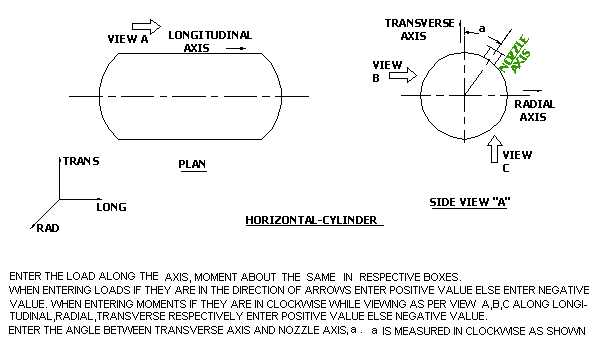 TRANSVERSE
AXIS
a
NOZZLE
AXIS
VIEW A
LONGITUDINAL
AXIS
VIEW
B
RADIAL
AXIS
PLAN
VIEW
C
TRANS
LONG
RAD
SIDE VIEW "A"
HORIZONTAL-CYLINDER
ENTER THE LOAD ALONG THE AXIS, MOMENT ABOUT THE SAME IN RESPECTIVE BOXES.
WHEN ENTERING LOADS IF THEY ARE IN THE DIRECTION OF ARROWS ENTER POSITIVE VALUE ELSE ENTER NEGATIVE
VALUE. WHEN ENTERING MOMENTS IF THEY ARE IN CLOCKWISE WHILE VIEWING AS PER VIEW A,B,C ALONG LONGI-
TUDINAL,RADIAL,TRANSVERSE RESPECTIVELY ENTER POSITIVE VALUE ELSE NEGATIVE VALUE.
ENTER THE ANGLE BETWEEN TRANSVERSE AXIS AND NOZZLE AXIS, a . a IS MEASURED IN CLOCKWISE AS SHOWN